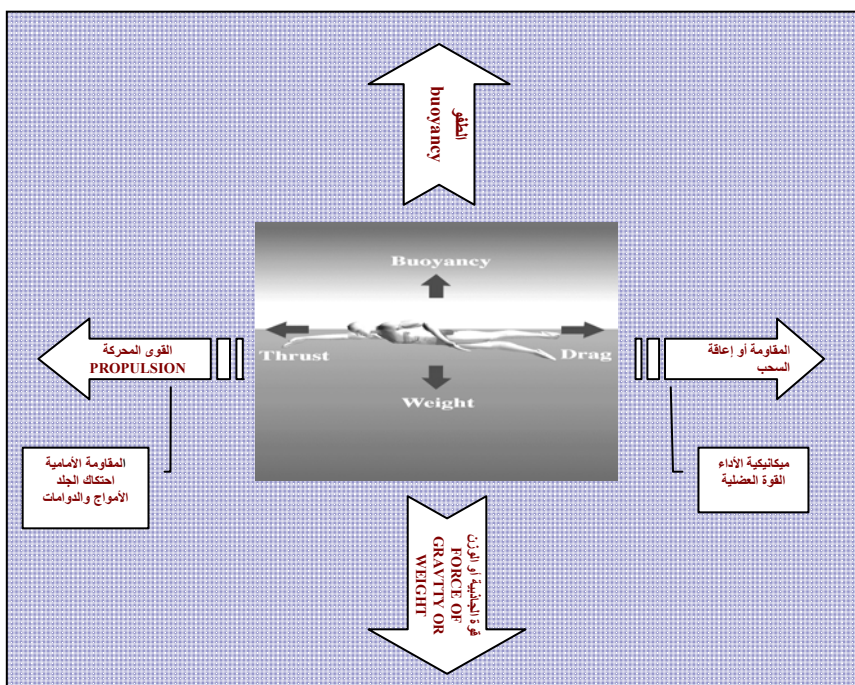 الطفو
buoyancy
Buoyancy
القوى المحركة
PROPULSION
Thrust
Drag
المقاومة أو إعاقة
السحب
Weight
المقاومة الأمامية
احتكاك الجلد
الأمواج والدوامات
ميكانيكية الأداء
القوة العضلية
قوة الجاذبية أو الوزن
FORCE OF
GRAVTTY OR
WEIGHT